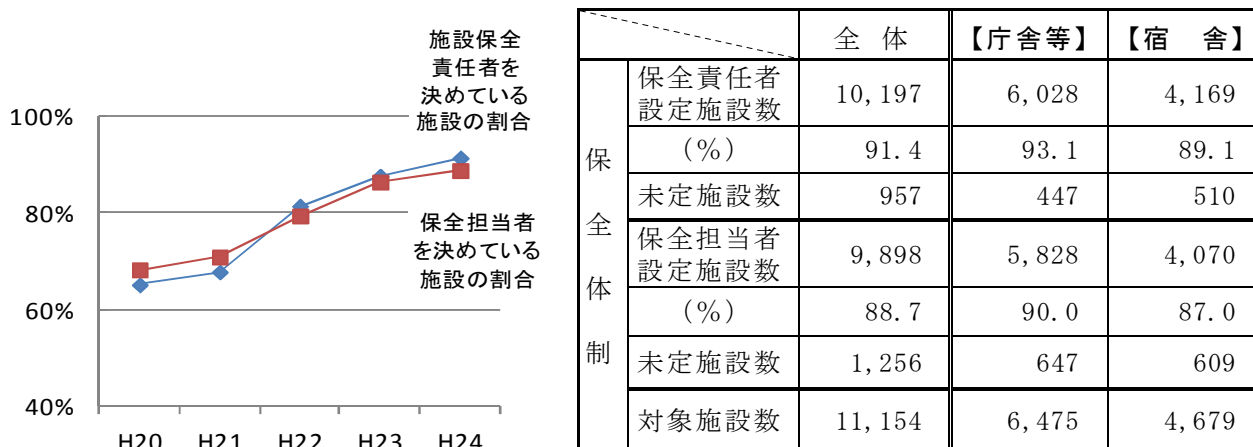 施設保全
責任者を
決めている
施設の割合
100%
80%
60%
40%
保全担当者
を決めている
施設の割合
H20 H21 H22 H23 H24
全 体 【庁舎等】 【宿 舎】
保全体制
保全責任者
設定施設数 10,197 6,028 4,169
(%) 91.4 93.1 89.1
未定施設数 957 447 510
保全担当者
設定施設数 9,898 5,828 4,070
(%) 88.7 90.0 87.0
未定施設数 1,256 647 609
対象施設数 11,154 6,475 4,679